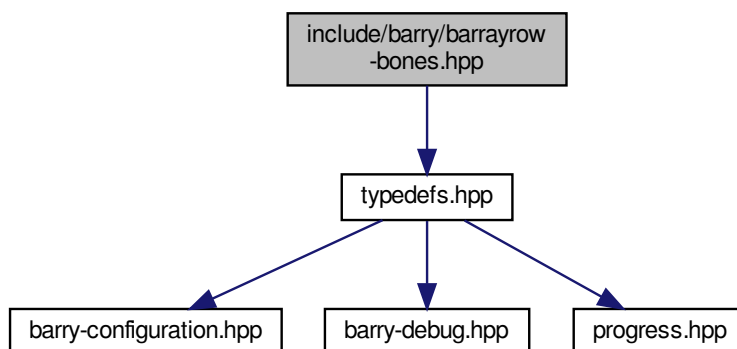 include/barry/barrayrow
-bones.hpp
typedefs.hpp
barry-configuration.hpp
barry-debug.hpp
progress.hpp